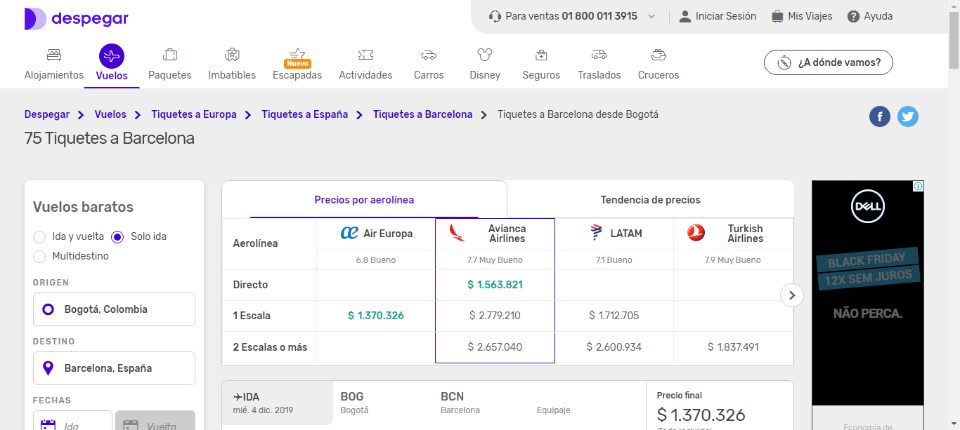 despegar
Para ventas 01 800 011 3915
Iniciar Sesión
Mis Viajes
Ayuda
Alojamientos
Vuelos
Paquetes
Imbatibles
Nuevo
Escapadas
Actividades
Carros
Disney
Seguros
Traslados
Cruceros
¿A dónde vamos?
Despegar > Vuelos > Tiquetes a Europa > Tiquetes a España > Tiquetes a Barcelona > Tiquetes a Barcelona desde Bogotá
75 Tiquetes a Barcelona
Vuelos baratos
Ida y vuelta Solo ida
Multidestino
ORIGEN
Bogotá, Colombia
DESTINO
Barcelona, España
FECHAS
Ida Vuelta
Precios por aerolínea
Tendencia de precios
Aerolínea
Air Europa
6.8 Bueno
Avianca
Airlines
7.7 Muy Bueno
LATAM
7.1 Bueno
Turkish
Airlines
7.9 Muy Bueno
Directo $ 1.563.821
1 Escala $ 1.370.326 $ 2.779.210 $ 1.712.705
2 Escalas o más $ 2.657.040 $ 2.600.934 $ 1.837.491
IDA
mié. 4 dic. 2019
BOG
Bogotá
BCN
Barcelona
Equipaje
Precio final
$ 1.370.326
DELL
BLACK FRIDAY
12X SEM JUROS
NÃO PERCA.
Economia de